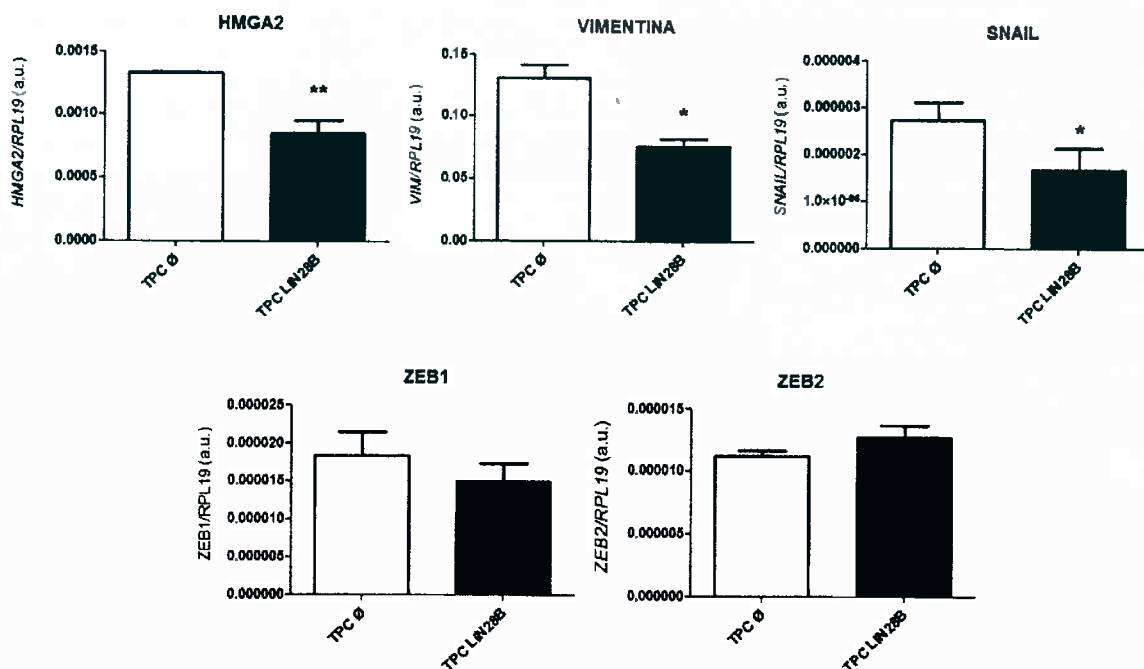 HMGA2
HMGA2/RPL19 (a.u.)
0.0015
0.0010
0.0005
0.0000
**
TPC Ø
TPC LIN28B
VIMENTINA
VIM/RPL19 (a.u.)
0.15
0.10
0.05
0.00
*
TPC Ø
TPC LIN28B
SNAIL
SNAIL/RPL19 (a.u.)
0.000004
0.000003
0.000002
1.0×10⁻⁰⁶
0.000000
*
TPC Ø
TPC LIN28B
ZEB1
ZEB1/RPL19 (a.u.)
0.000025
0.000020
0.000015
0.000010
0.000005
0.000000
TPC Ø
TPC LIN28B
ZEB2
ZEB2/RPL19 (a.u.)
0.000015
0.000010
0.000005
0.000000
TPC Ø
TPC LIN28B